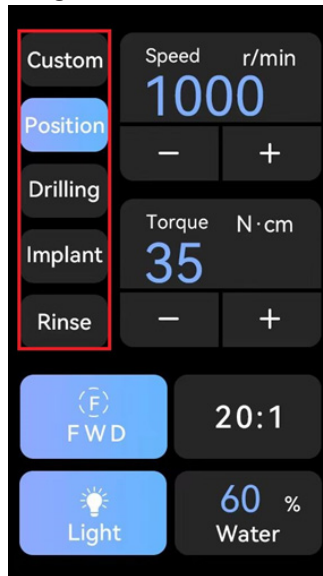 Custom
Position
Drilling
Implant
Rinse
Speed r/min
1000
− +
Torque N·cm
35
− +
(F)
FWD
20:1
Light
60 %
Water